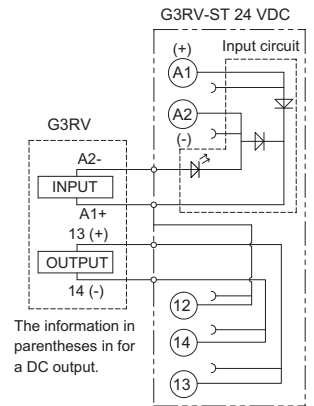 G3RV-ST 24 VDC
(+)
Input circuit
A1
A2
(-)
G3RV
A2-
INPUT
A1+
13 (+)
OUTPUT
14 (-)
12
14
13
The information in
parentheses in for
a DC output.